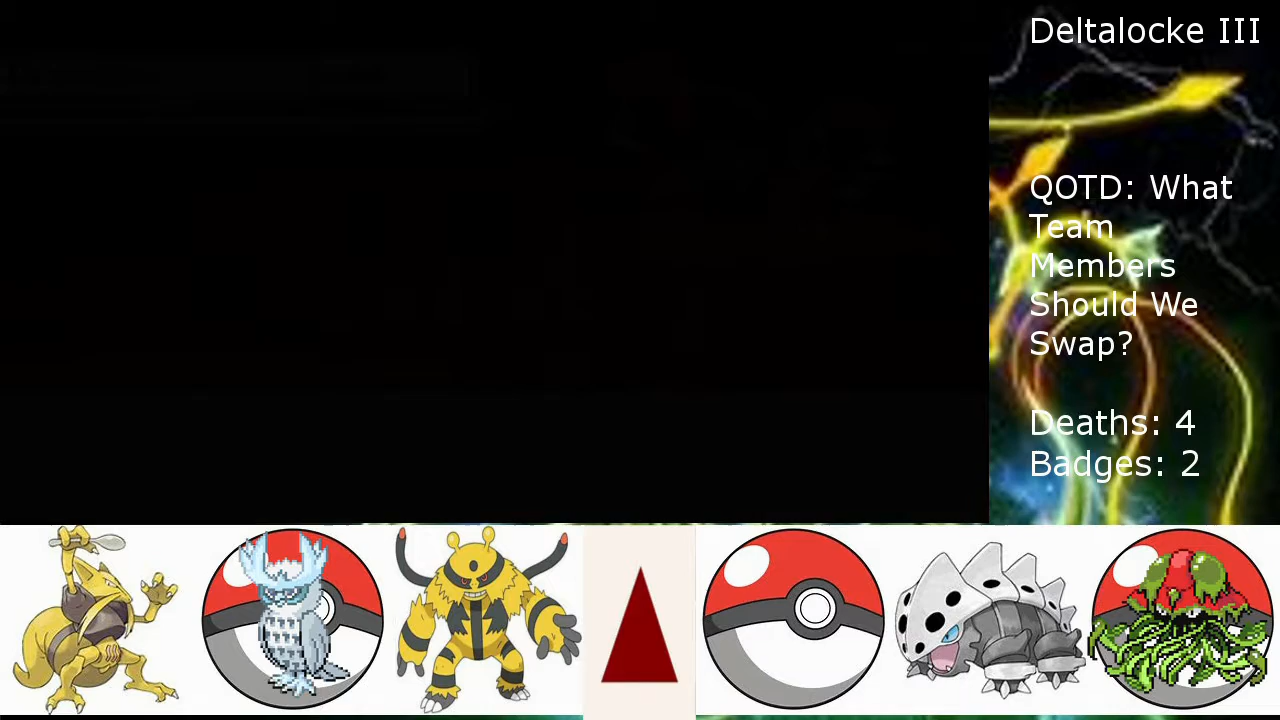 Deltalocke III
QOTD: What
Team
Members
Should We
Swap?
Deaths: 4
Badges: 2